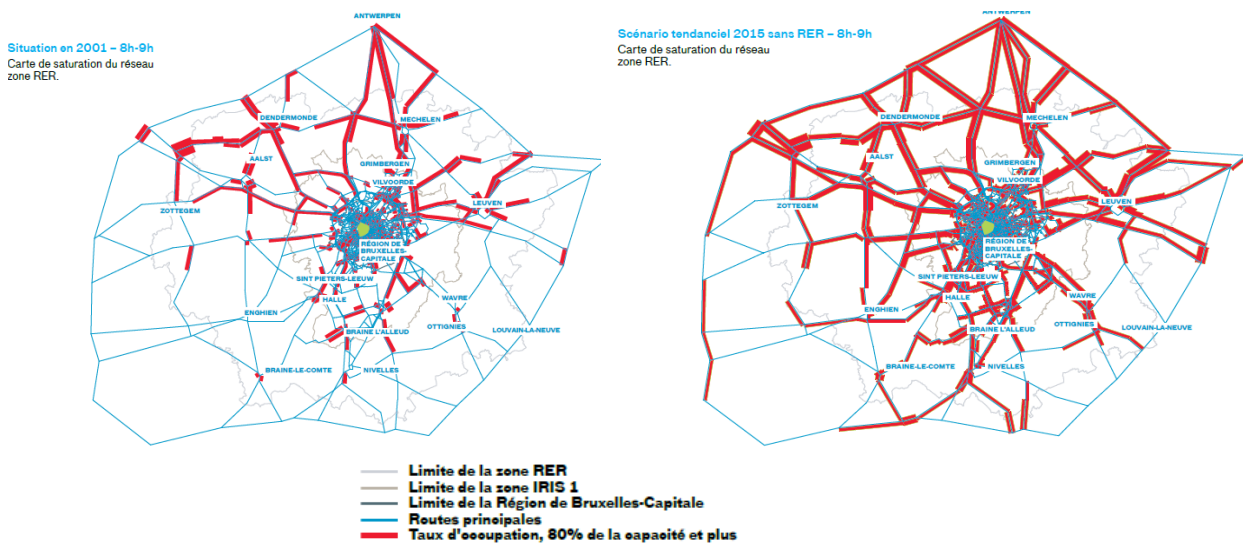 Situation en 2001 – 8h-9h
Carte de saturation du réseau
zone RER.
ANTWERPEN
DENDERMONDE
MECHELEN
AALST
GRIMBERGEN
VILVOORDE
ZOTTEGEM
LEUVEN
RÉGION DE
BRUXELLES-
CAPITALE
SINT PIETERS-LEEUW
HALLE
WAVRE
ENGHIEN
OTTIGNIES
LOUVAIN-LA-NEUVE
BRAINE L'ALLEUD
BRAINE-LE-COMTE
NIVELLES
Scénario tendanciel 2015 sans RER – 8h-9h
Carte de saturation du réseau
zone RER.
ANTWERPEN
DENDERMONDE
MECHELEN
AALST
GRIMBERGEN
VILVOORDE
ZOTTEGEM
LEUVEN
RÉGION DE
BRUXELLES-
CAPITALE
SINT PIETERS-LEEUW
HALLE
WAVRE
ENGHIEN
OTTIGNIES
LOUVAIN-LA-NEUVE
BRAINE L'ALLEUD
BRAINE-LE-COMTE
NIVELLES
Limite de la zone RER
Limite de la zone IRIS 1
Limite de la Région de Bruxelles-Capitale
Routes principales
Taux d'occupation, 80% de la capacité et plus